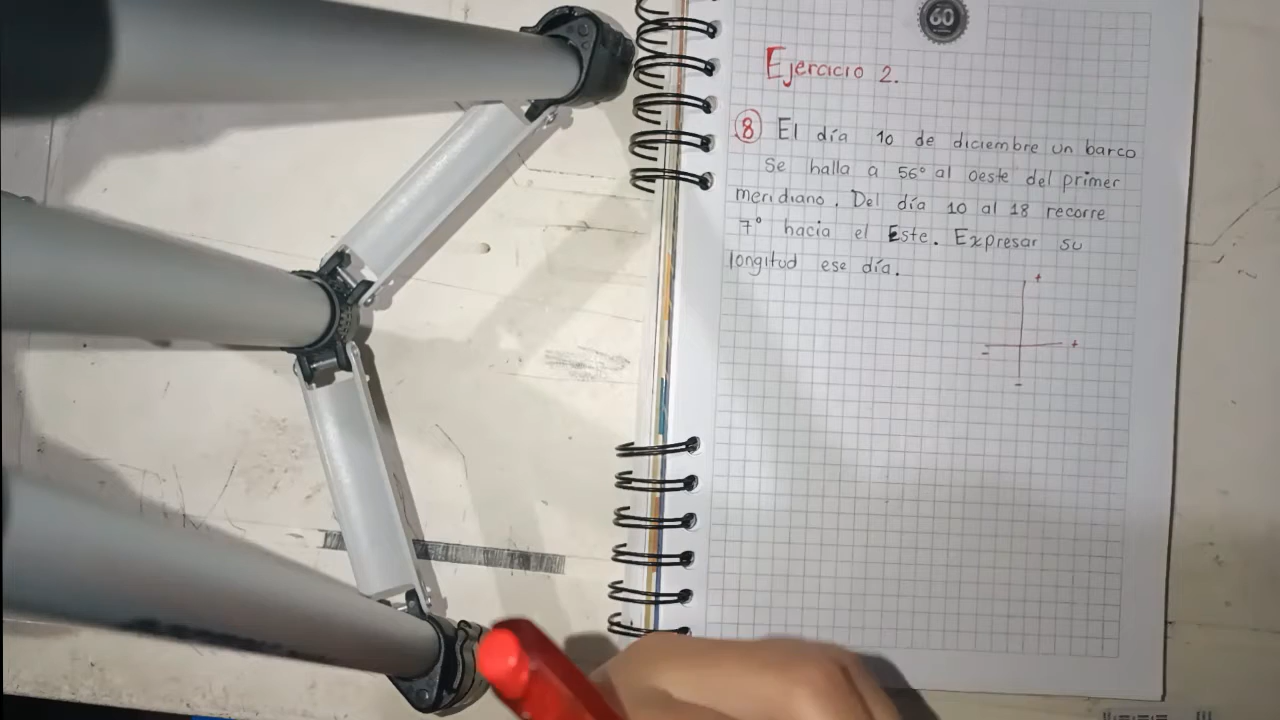 60
Ejercicio 2.
8 El día 10 de diciembre un barco
se halla a 56° al oeste del primer
meridiano. Del día 10 al 18 recorre
7° hacia el Este. Expresar su
longitud ese día.
+
- +
-